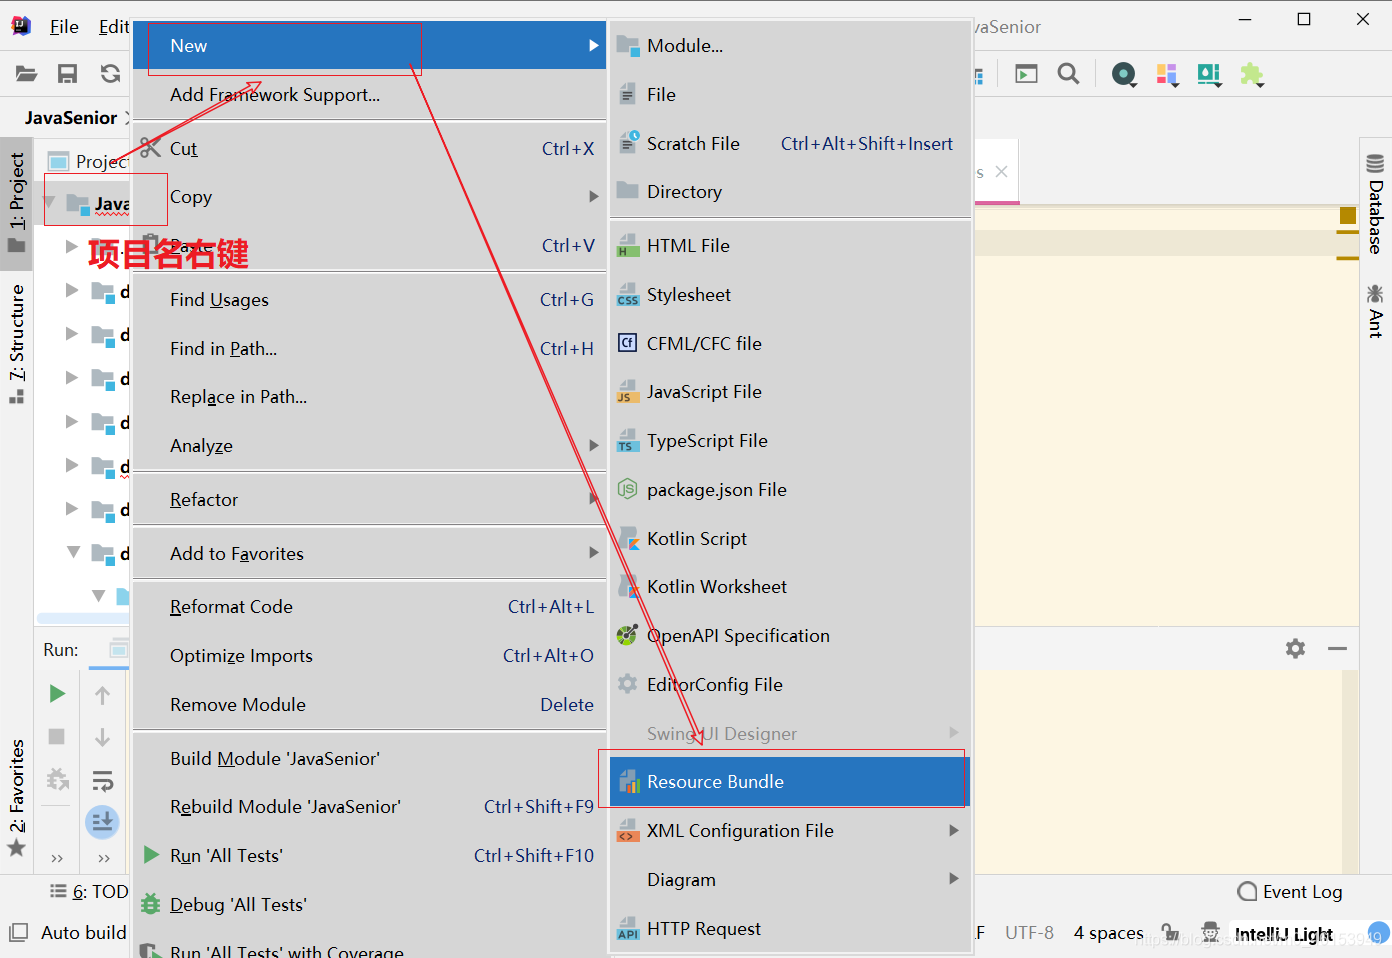 File Edit
vaSenior
JavaSenior
Project
Java
项目名右键
d
d
d
d
d
d
d
1: Project
7: Structure
2: Favorites
New
Add Framework Support...
Cut Ctrl+X
Copy
Paste Ctrl+V
Find Usages Ctrl+G
Find in Path... Ctrl+H
Replace in Path...
Analyze
Refactor
Add to Favorites
Reformat Code Ctrl+Alt+L
Optimize Imports Ctrl+Alt+O
Remove Module Delete
Build Module 'JavaSenior'
Rebuild Module 'JavaSenior' Ctrl+Shift+F9
Run 'All Tests' Ctrl+Shift+F10
Debug 'All Tests'
Run 'All Tests' with Coverage
Module...
File
Scratch File Ctrl+Alt+Shift+Insert
Directory
H HTML File
CSS Stylesheet
Cf CFML/CFC file
JS JavaScript File
TS TypeScript File
JS package.json File
Kotlin Script
Kotlin Worksheet
OpenAPI Specification
EditorConfig File
Swing UI Designer
Resource Bundle
<> XML Configuration File
Diagram
API HTTP Request
s
Database
Ant
Run:
6: TOD
Event Log
Auto build
F UTF-8 4 spaces IntelliJ Light